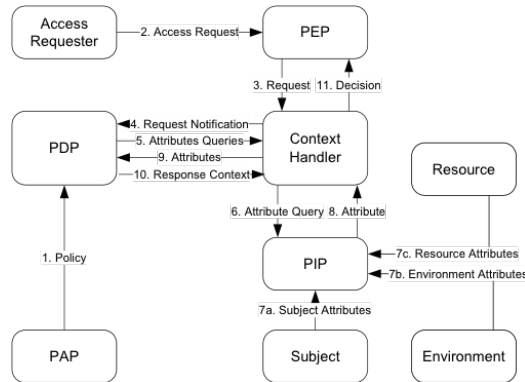 Access
Requester
2. Access Request
PEP
3. Request
11. Decision
4. Request Notification
5. Attributes Queries
9. Attributes
10. Response Context
PDP
Context
Handler
Resource
6. Attribute Query
8. Attribute
1. Policy
PIP
7c. Resource Attributes
7b. Environment Attributes
7a. Subject Attributes
PAP
Subject
Environment